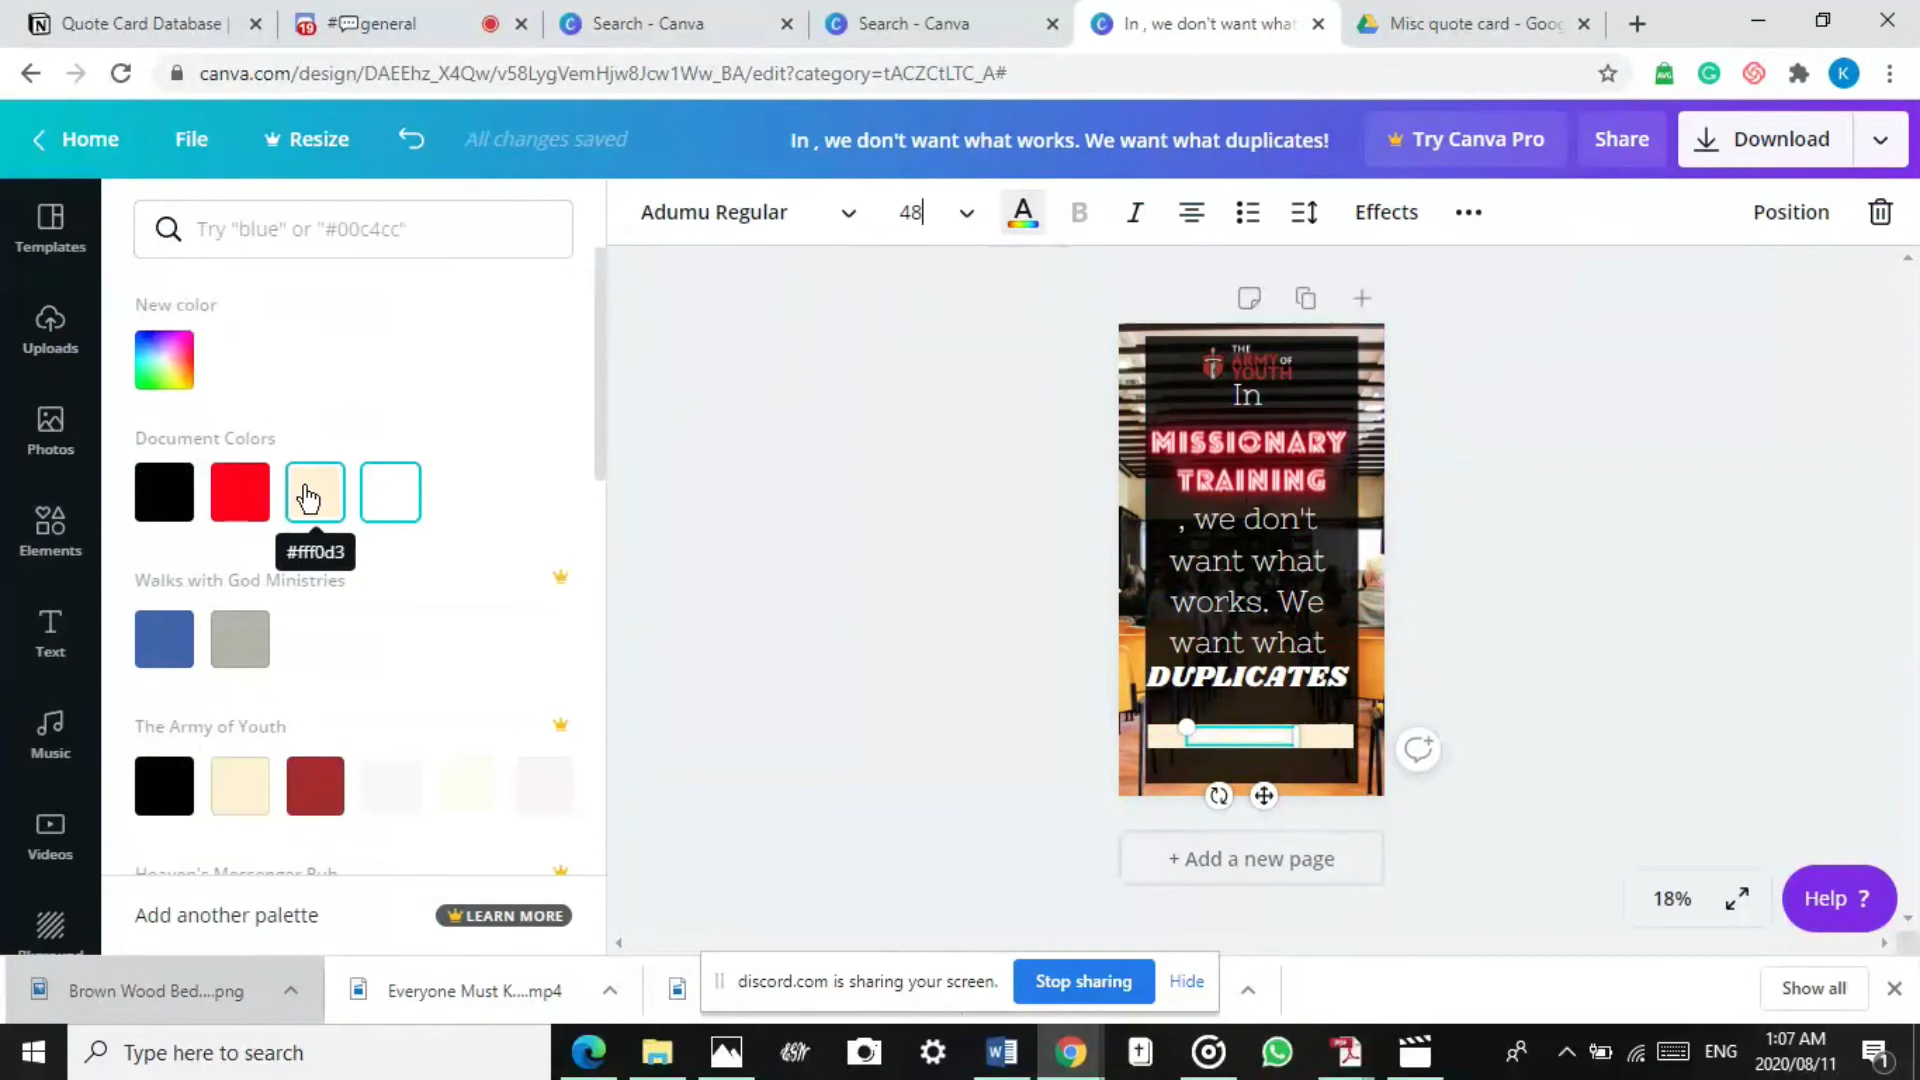 Quote Card Database |
#💬general
Search - Canva
Search - Canva
In , we don't want what
Misc quote card - Goog
canva.com/design/DAEEhz_X4Qw/v58LygVemHjw8Jcw1Ww_BA/edit?category=tACZCtLTC_A#
K
Home
File
Resize
All changes saved
In , we don't want what works. We want what duplicates!
Try Canva Pro
Share
Download
Templates
Uploads
Photos
Elements
Text
Music
Videos
Try "blue" or "#00c4cc"
New color
Document Colors
#fff0d3
Walks with God Ministries
The Army of Youth
Heaven's Messenger Pub
Add another palette
LEARN MORE
Adumu Regular
48
A
B
I
Effects
Position
THE
ARMY OF
YOUTH
In
MISSIONARY
TRAINING
, we don't
want what
works. We
want what
DUPLICATES
+ Add a new page
18%
Help ?
Brown Wood Bed....png
Everyone Must K....mp4
discord.com is sharing your screen.
Stop sharing
Hide
Show all
Type here to search
ENG
1:07 AM
2020/08/11
1